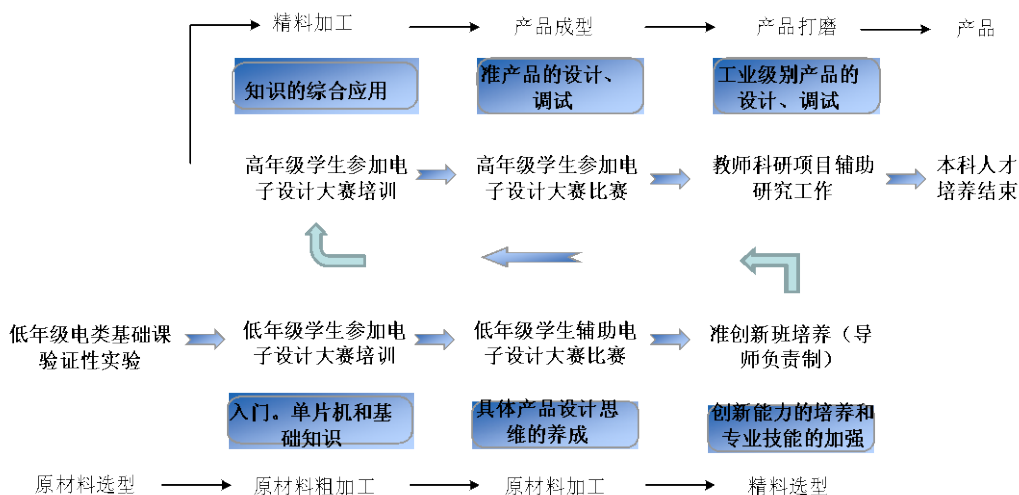 精料加工
产品成型
产品打磨
产品
知识的综合应用
准产品的设计、
调试
工业级别产品的
设计、调试
高年级学生参加电
子设计大赛培训
高年级学生参加电
子设计大赛比赛
教师科研项目辅助
研究工作
本科人才
培养结束
低年级电类基础课
验证性实验
低年级学生参加电
子设计大赛培训
低年级学生辅助电
子设计大赛比赛
准创新班培养（导
师负责制）
入门。单片机和基
础知识
具体产品设计思
维的养成
创新能力的培养和
专业技能的加强
原材料选型
原材料粗加工
原材料加工
精料选型